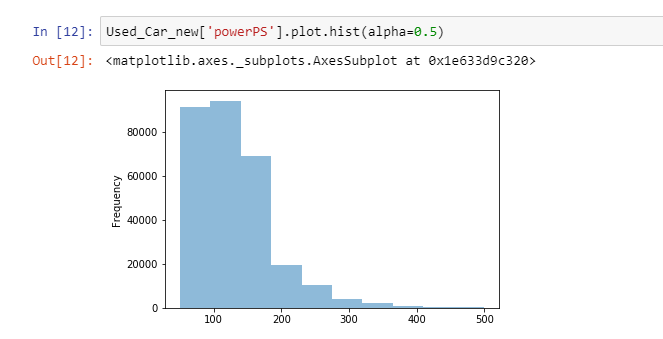 In [12]: Used_Car_new['powerPS'].plot.hist(alpha=0.5)
Out[12]: <matplotlib.axes._subplots.AxesSubplot at 0x1e633d9c320>
80000
60000
40000
20000
0
Frequency
100 200 300 400 500